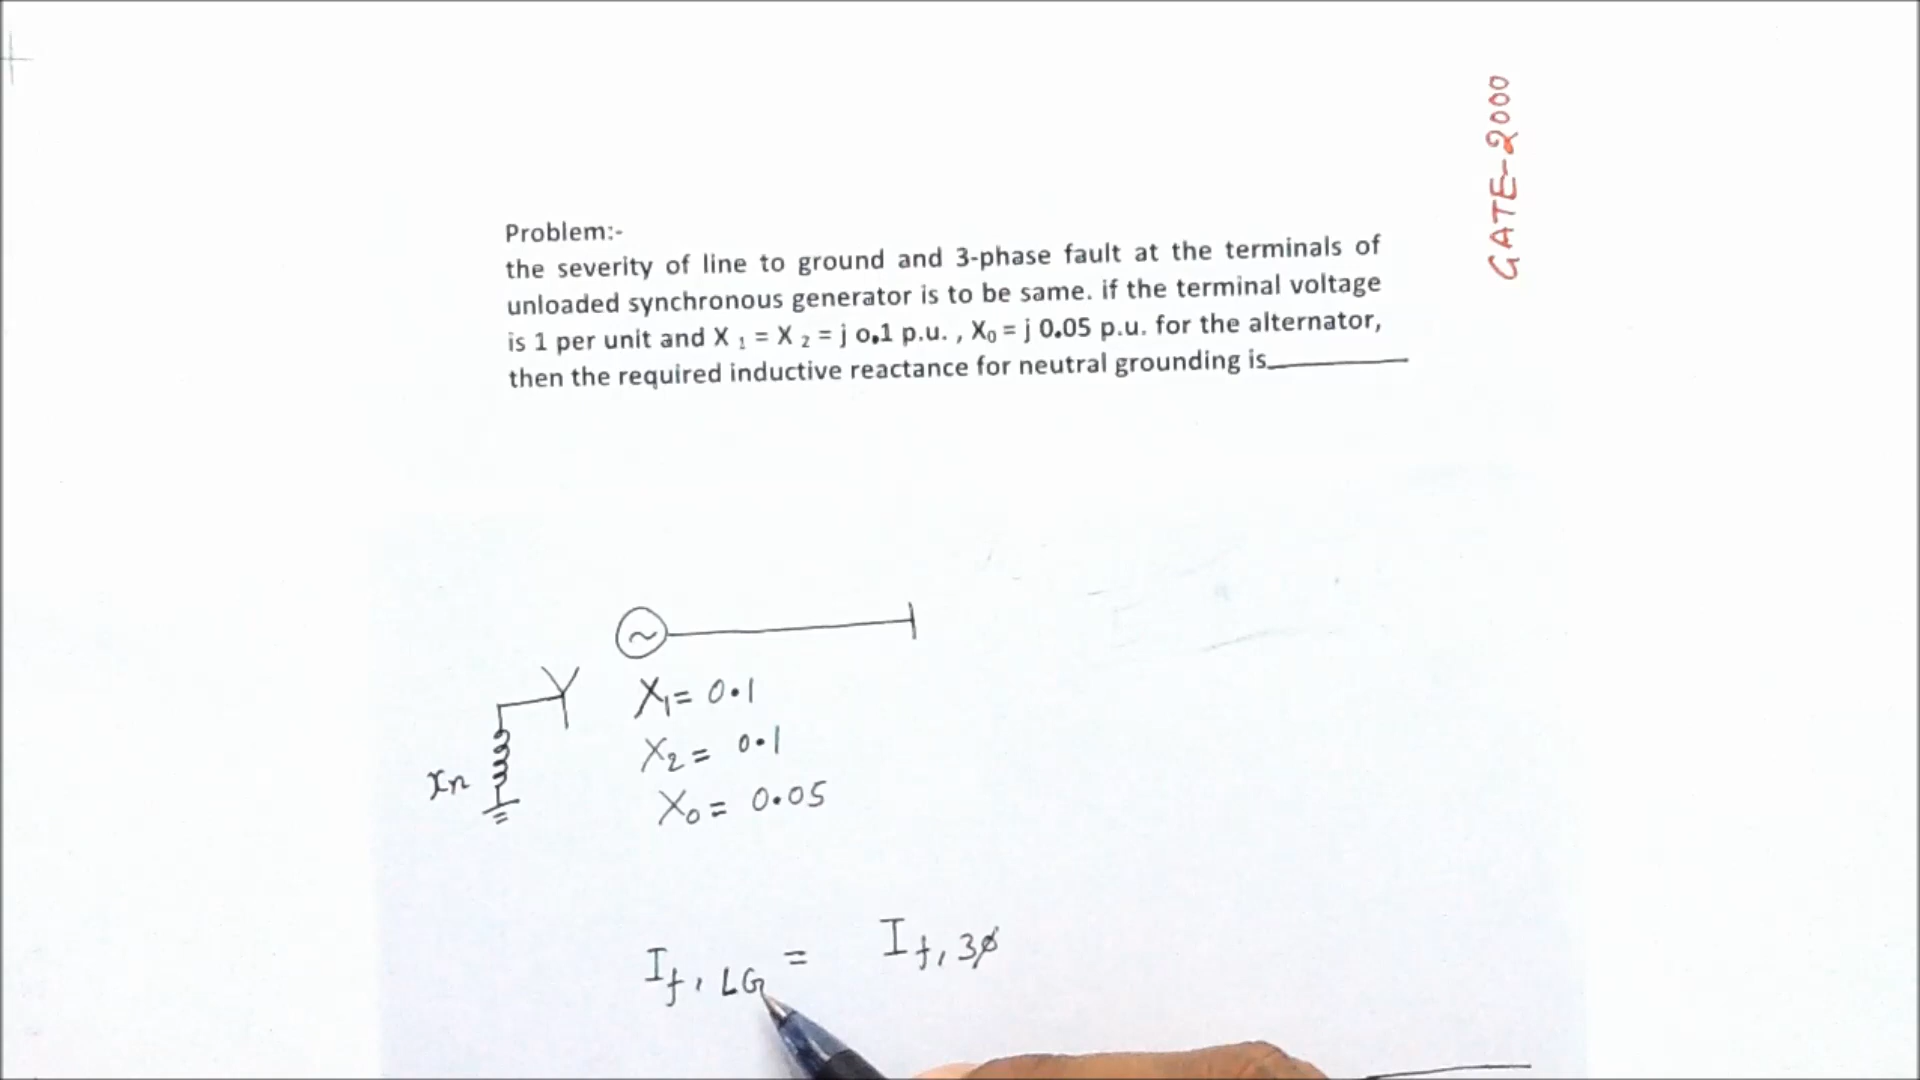 GATE-2000
Problem:-
the severity of line to ground and 3-phase fault at the terminals of
unloaded synchronous generator is to be same. if the terminal voltage
is 1 per unit and X 1 = X 2 = j 0.1 p.u. , X0 = j 0.05 p.u. for the alternator,
then the required inductive reactance for neutral grounding is
X1 = 0.1
X2 = 0.1
Xn
X0 = 0.05
If, LG = If, 3ø